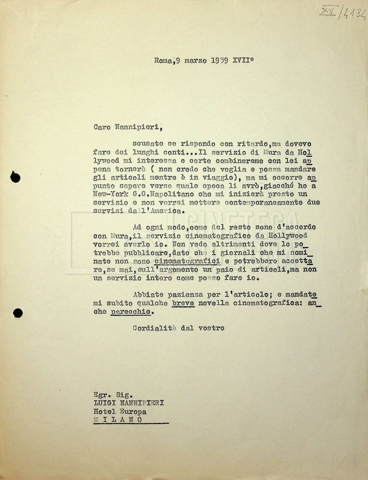 XV/4134
Roma,9 marzo 1939 XVII°
Caro Nannipieri,
scusate se rispondo con ritardo,ma dovevo
fare dei lunghi conti...Il servizio di Mura da Hol
lywood mi interessa e certo combineremo con lei ap
pena tornerà ( non credo che voglia e possa mandare
gli articoli mentre è in viaggio), ma mi occorre ap
punto sapere verso quale epoca li avrò,giacché ho a
New-York G.G.Napolitano che mi inizierà presto un
servizio e non vorrei mettere contemporaneamente due
servizi dall'America.
Ad ogni modo,come del resto sono d'accordo
con Mura,il servizio cinematografico da Hollywood
vorrei averlo io. Non vedo altrimenti dove lo po
trebbe pubblicare,dato che i giornali che mi nomi
nate non sono cinematografici e potrebbero accetta
re,se mai,sull'argomento un paio di articoli,ma non
un servizio intero come posso fare io.
Abbiate pazienza per l'articolo; e mandate
mi subito qualche breve novella cinematografica: an
che parecchie.
Cordialità dal vostro
Egr. Sig.
LUIGI NANNIPIERI
Hotel Europa
MILANO